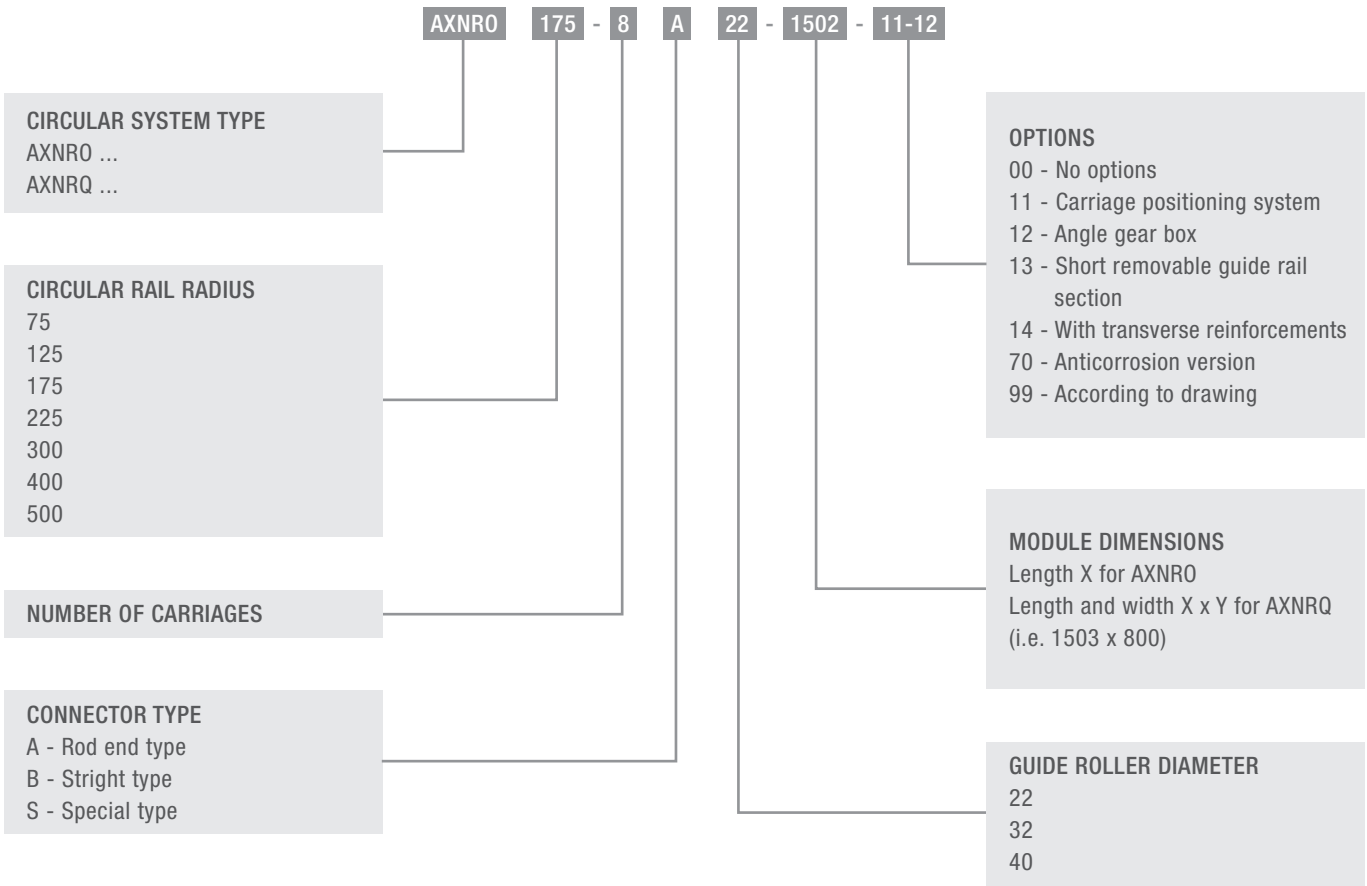 AXNRO 175 - 8 A 22 - 1502 - 11-12
CIRCULAR SYSTEM TYPE
AXNRO ...
AXNRQ ...
CIRCULAR RAIL RADIUS
75
125
175
225
300
400
500
NUMBER OF CARRIAGES
CONNECTOR TYPE
A - Rod end type
B - Stright type
S - Special type
OPTIONS
00 - No options
11 - Carriage positioning system
12 - Angle gear box
13 - Short removable guide rail
section
14 - With transverse reinforcements
70 - Anticorrosion version
99 - According to drawing
MODULE DIMENSIONS
Length X for AXNRO
Length and width X x Y for AXNRQ
(i.e. 1503 x 800)
GUIDE ROLLER DIAMETER
22
32
40